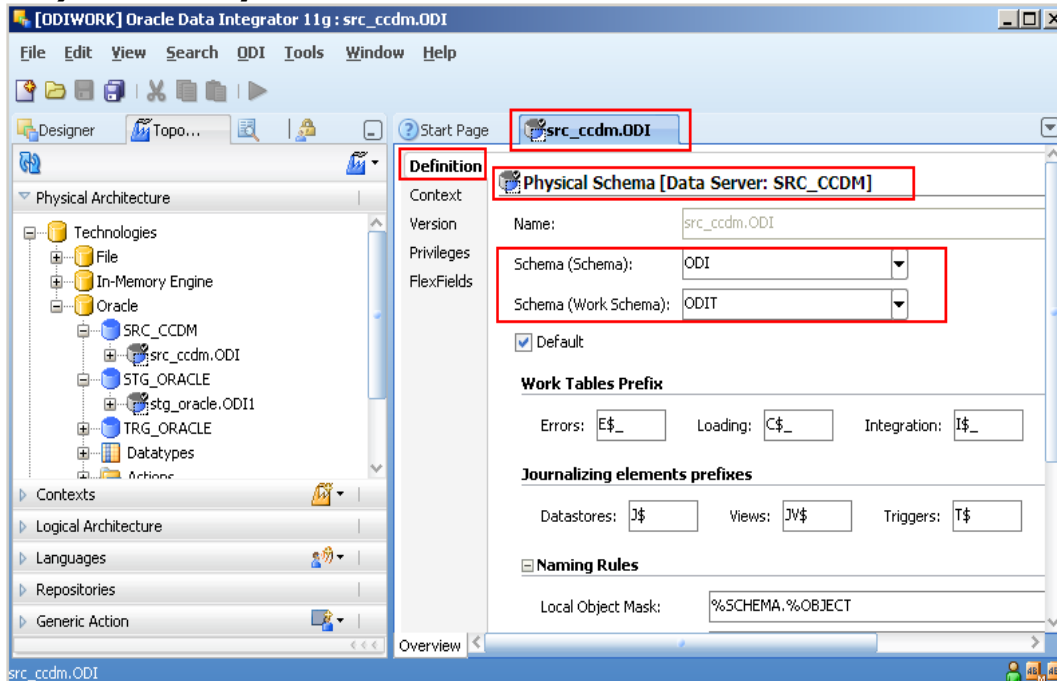 [ODIWORK] Oracle Data Integrator 11g : src_ccdm.ODI
File Edit View Search ODI Tools Window Help
Designer Topo... Start Page src_ccdm.ODI
Physical Architecture
Technologies
File
In-Memory Engine
Oracle
SRC_CCDM
src_ccdm.ODI
STG_ORACLE
stg_oracle.ODI1
TRG_ORACLE
Datatypes
Actions
Contexts
Logical Architecture
Languages
Repositories
Generic Action
Definition
Context
Version
Privileges
FlexFields
Physical Schema [Data Server: SRC_CCDM]
Name: src_ccdm.ODI
Schema (Schema): ODI
Schema (Work Schema): ODIT
Default
Work Tables Prefix
Errors: E$_ Loading: C$_ Integration: I$_
Journalizing elements prefixes
Datastores: J$ Views: JV$ Triggers: T$
Naming Rules
Local Object Mask: %SCHEMA.%OBJECT
Overview
src_ccdm.ODI